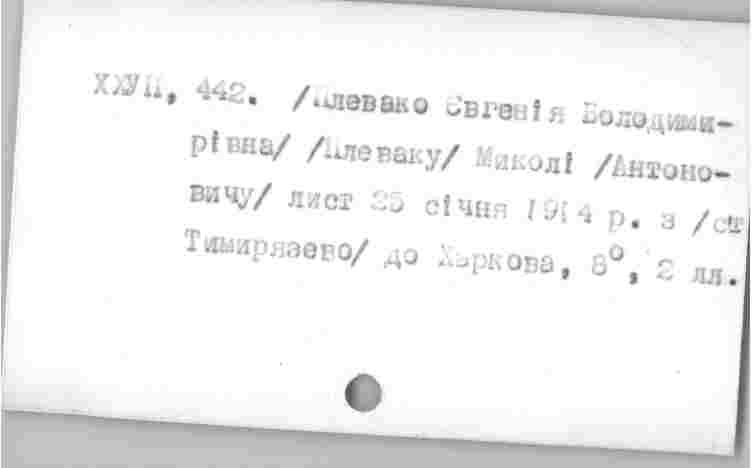 ХХУІІ, 442. /Плевако Євгенія Володими-
рівна/ /Плеваку/ Миколі /Антоно-
вичу/ лист 25 січня 1914 р. з /ст
Тимирязево/ до Харкова, 8°, 2 лл.